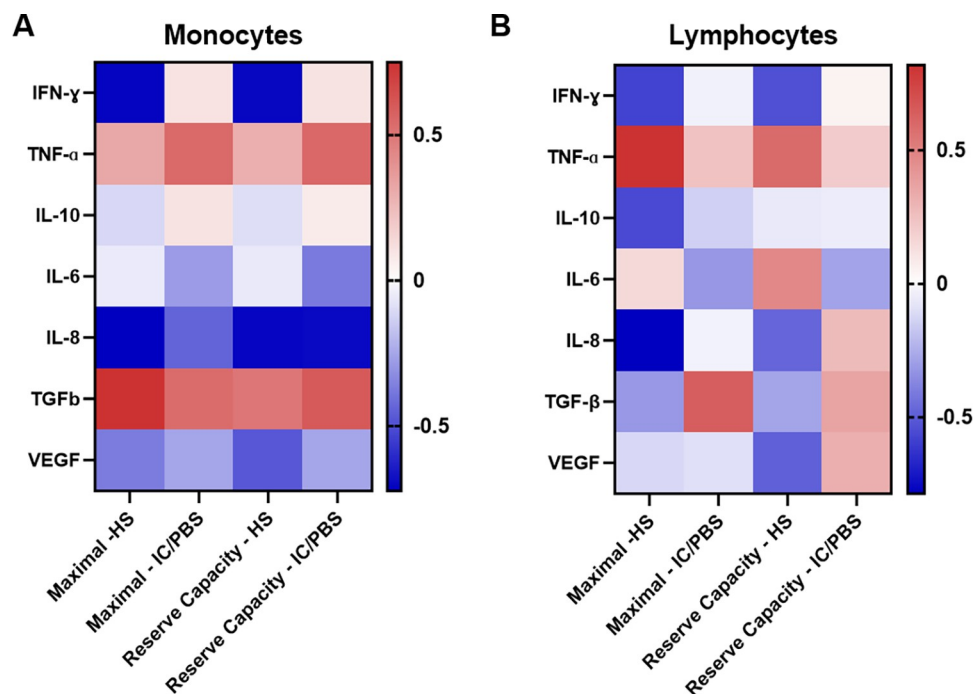 A
Monocytes
IFN-ɣ
TNF-ɑ
IL-10
IL-6
IL-8
TGFb
VEGF
0.5
0
-0.5
Maximal -HS
Maximal - IC/PBS
Reserve Capacity - HS
Reserve Capacity - IC/PBS
B
Lymphocytes
IFN-ɣ
TNF-ɑ
IL-10
IL-6
IL-8
TGF-β
VEGF
0.5
0
-0.5
Maximal -HS
Maximal - IC/PBS
Reserve Capacity - HS
Reserve Capacity - IC/PBS